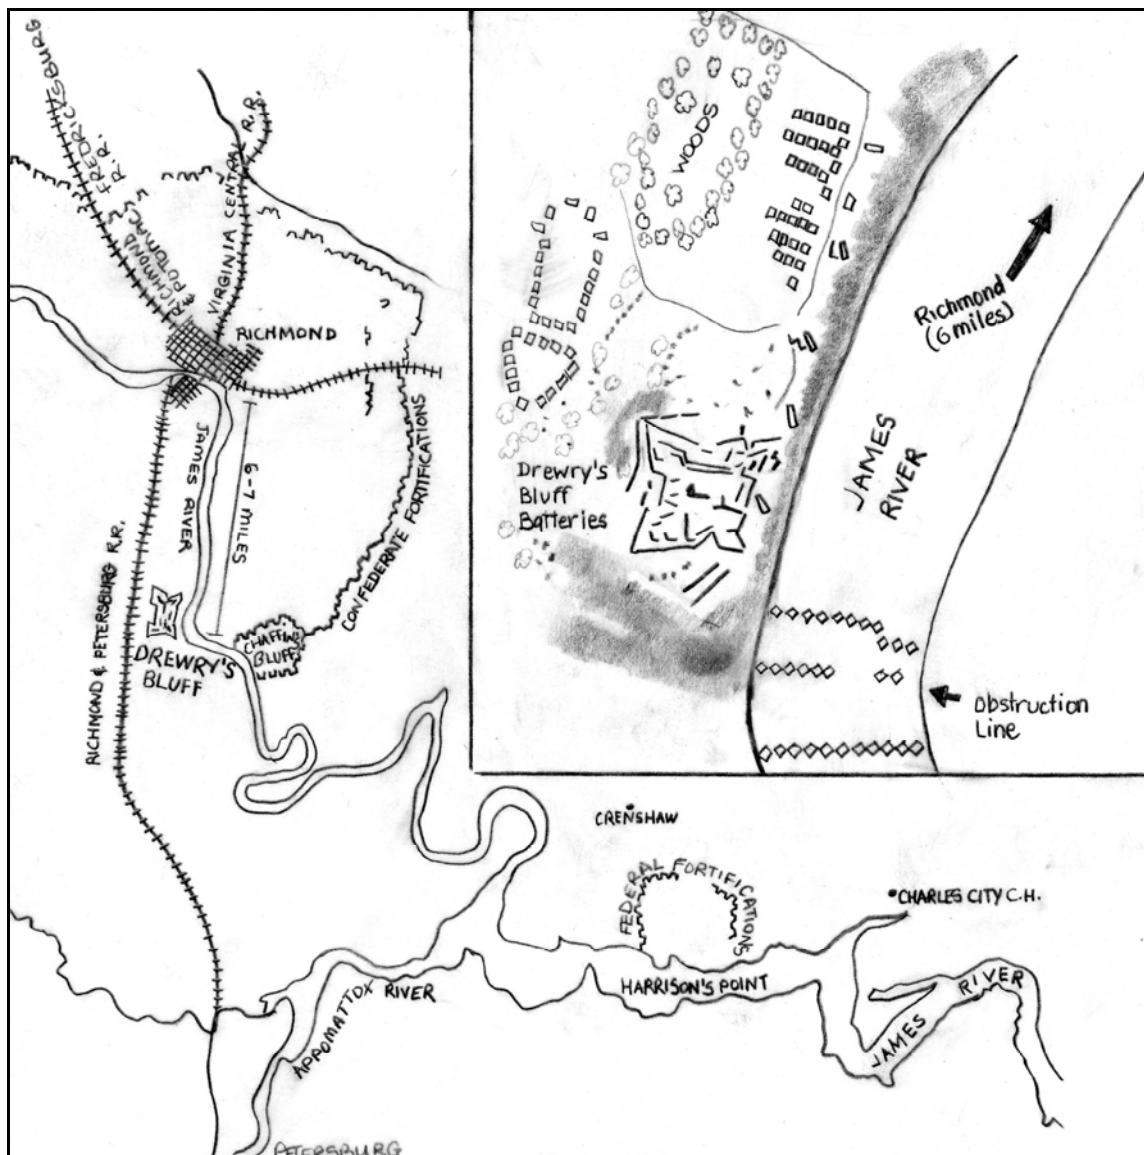 FREDRICKSBURG
RICHMOND
& POTOMAC R.R.
VIRGINIA CENTRAL R.R.
RICHMOND
JAMES RIVER
6-7 MILES
CONFEDERATE FORTIFICATIONS
RICHMOND & PETERSBURG R.R.
DREWRY'S
BLUFF
CHAFFIN'S
BLUFF
WOODS
Richmond
(6 miles)
JAMES
RIVER
Drewry's
Bluff
Batteries
Obstruction
Line
CRENSHAW
FEDERAL FORTIFICATIONS
CHARLES CITY C.H.
HARRISON'S POINT
APPOMATTOX RIVER
JAMES RIVER
PETERSBURG